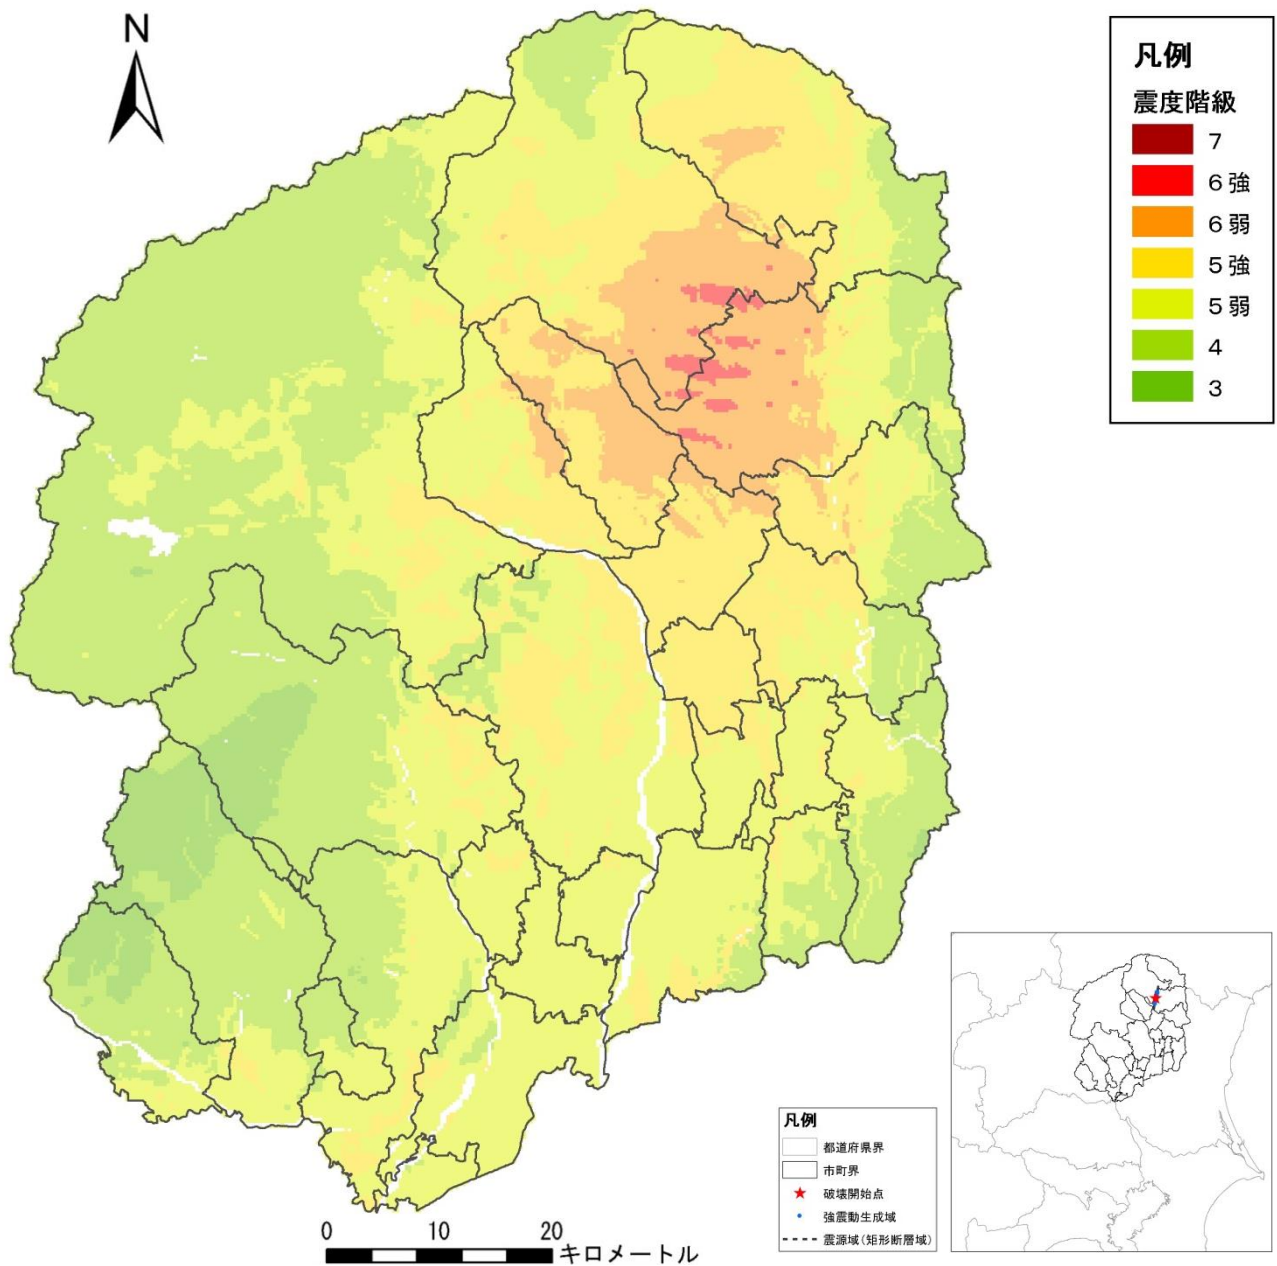 N
凡例
震度階級
7
6強
6弱
5強
5弱
4
3
凡例
都道府県界
市町界
破壊開始点
強震動生成域
震源域(矩形断層域)
0 10 20
キロメートル